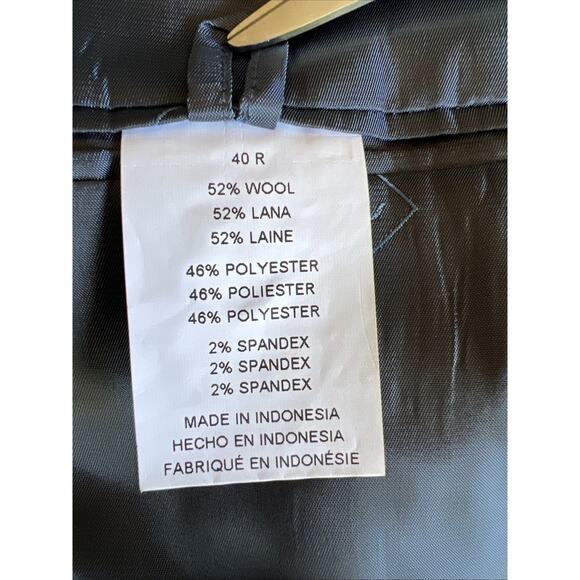 40 R
52% WOOL
52% LANA
52% LAINE
46% POLYESTER
46% POLIESTER
46% POLYESTER
2% SPANDEX
2% SPANDEX
2% SPANDEX
MADE IN INDONESIA
HECHO EN INDONESIA
FABRIQUÉ EN INDONÉSIE